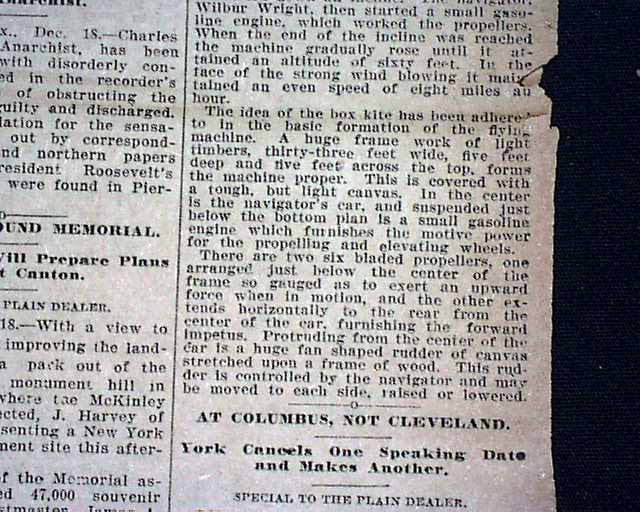 Anarchist.
x., Dec. 18.—Charles
Anarchist, has been
with disorderly con-
ed in the recorder's
of obstructing the
guilty and discharged.
lation for the sensa-
out by correspond-
nd northern papers
resident Roosevelt's
were found in Pier-
OUND MEMORIAL.
Will Prepare Plans
t Canton.
PLAIN DEALER.
18.—With a view to
improving the land-
a park out of the
monument hill in
where tae McKinley
ected, J. Harvey of
senting a New York
ment site this after-
of the Memorial as-
ed 47,000 souvenir
The navigator,
Wilbur Wright, then started a small gaso-
line engine, which worked the propellers.
When the end of the incline was reached
the machine gradually rose until it at-
tained an altitude of sixty feet. In the
face of the strong wind blowing it main-
tained an even speed of eight miles an
hour.
The idea of the box kite has been adhered
to in the basic formation of the flying
machine. A huge frame work of light
timbers, thirty-three feet wide, five feet
deep and five feet across the top, forms
the machine proper. This is covered with
a tough, but light canvas. In the center
is the navigator's car, and suspended just
below the bottom plan is a small gasoline
engine which furnishes the motive power
for the propelling and elevating wheels.
There are two six bladed propellers, one
arranged just below the center of the
frame so gauged as to exert an upward
force when in motion, and the other ex-
tends horizontally to the rear from the
center of the car, furnishing the forward
impetus. Protruding from the center of the
car is a huge fan shaped rudder of canvas
stretched upon a frame of wood. This rud-
der is controlled by the navigator and may
be moved to each side, raised or lowered.
AT COLUMBUS, NOT CLEVELAND.
York Cancels One Speaking Date
and Makes Another.
SPECIAL TO THE PLAIN DEALER.